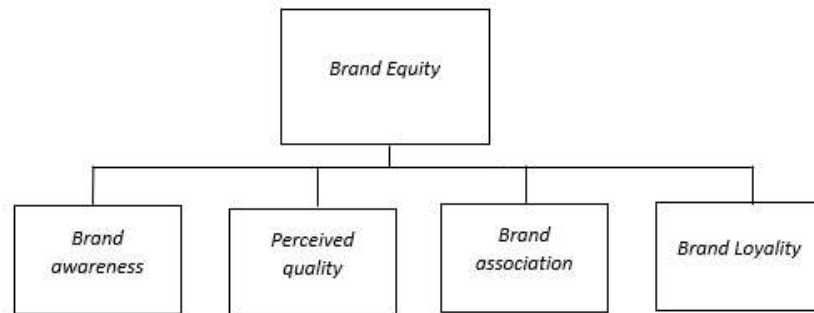 Brand Equity
Brand
awareness
Perceived
quality
Brand
association
Brand Loyality